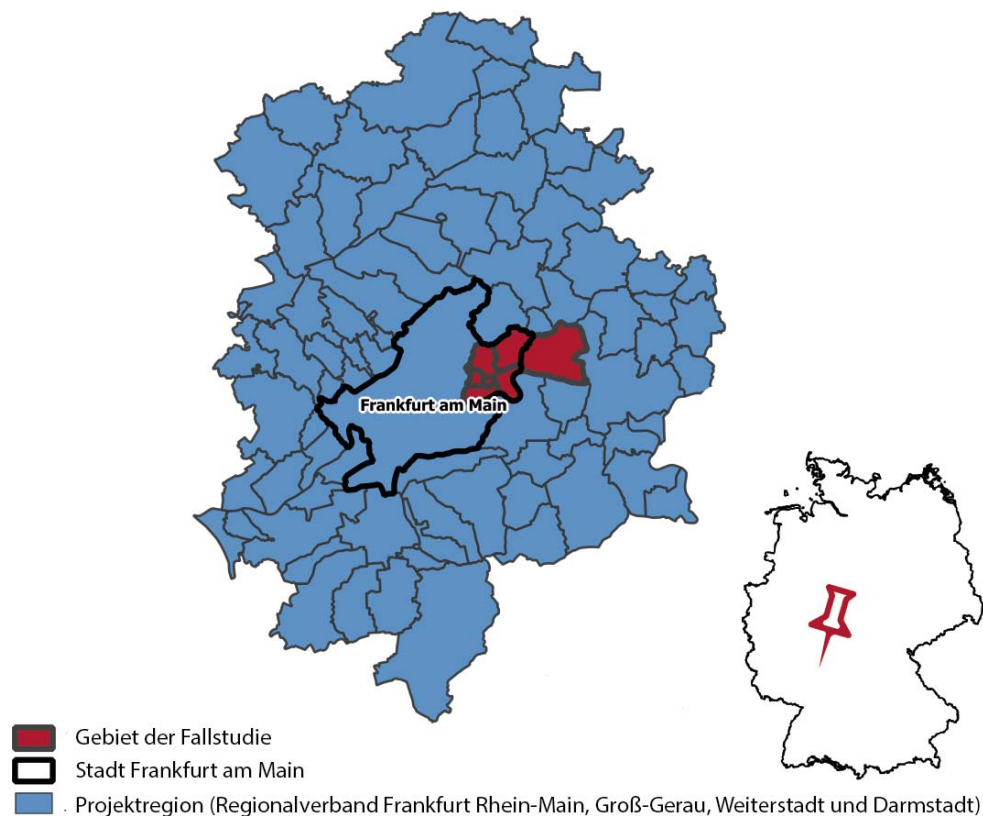 Frankfurt am Main
Gebiet der Fallstudie
Stadt Frankfurt am Main
Projektregion (Regionalverband Frankfurt Rhein-Main, Groß-Gerau, Weiterstadt und Darmstadt)